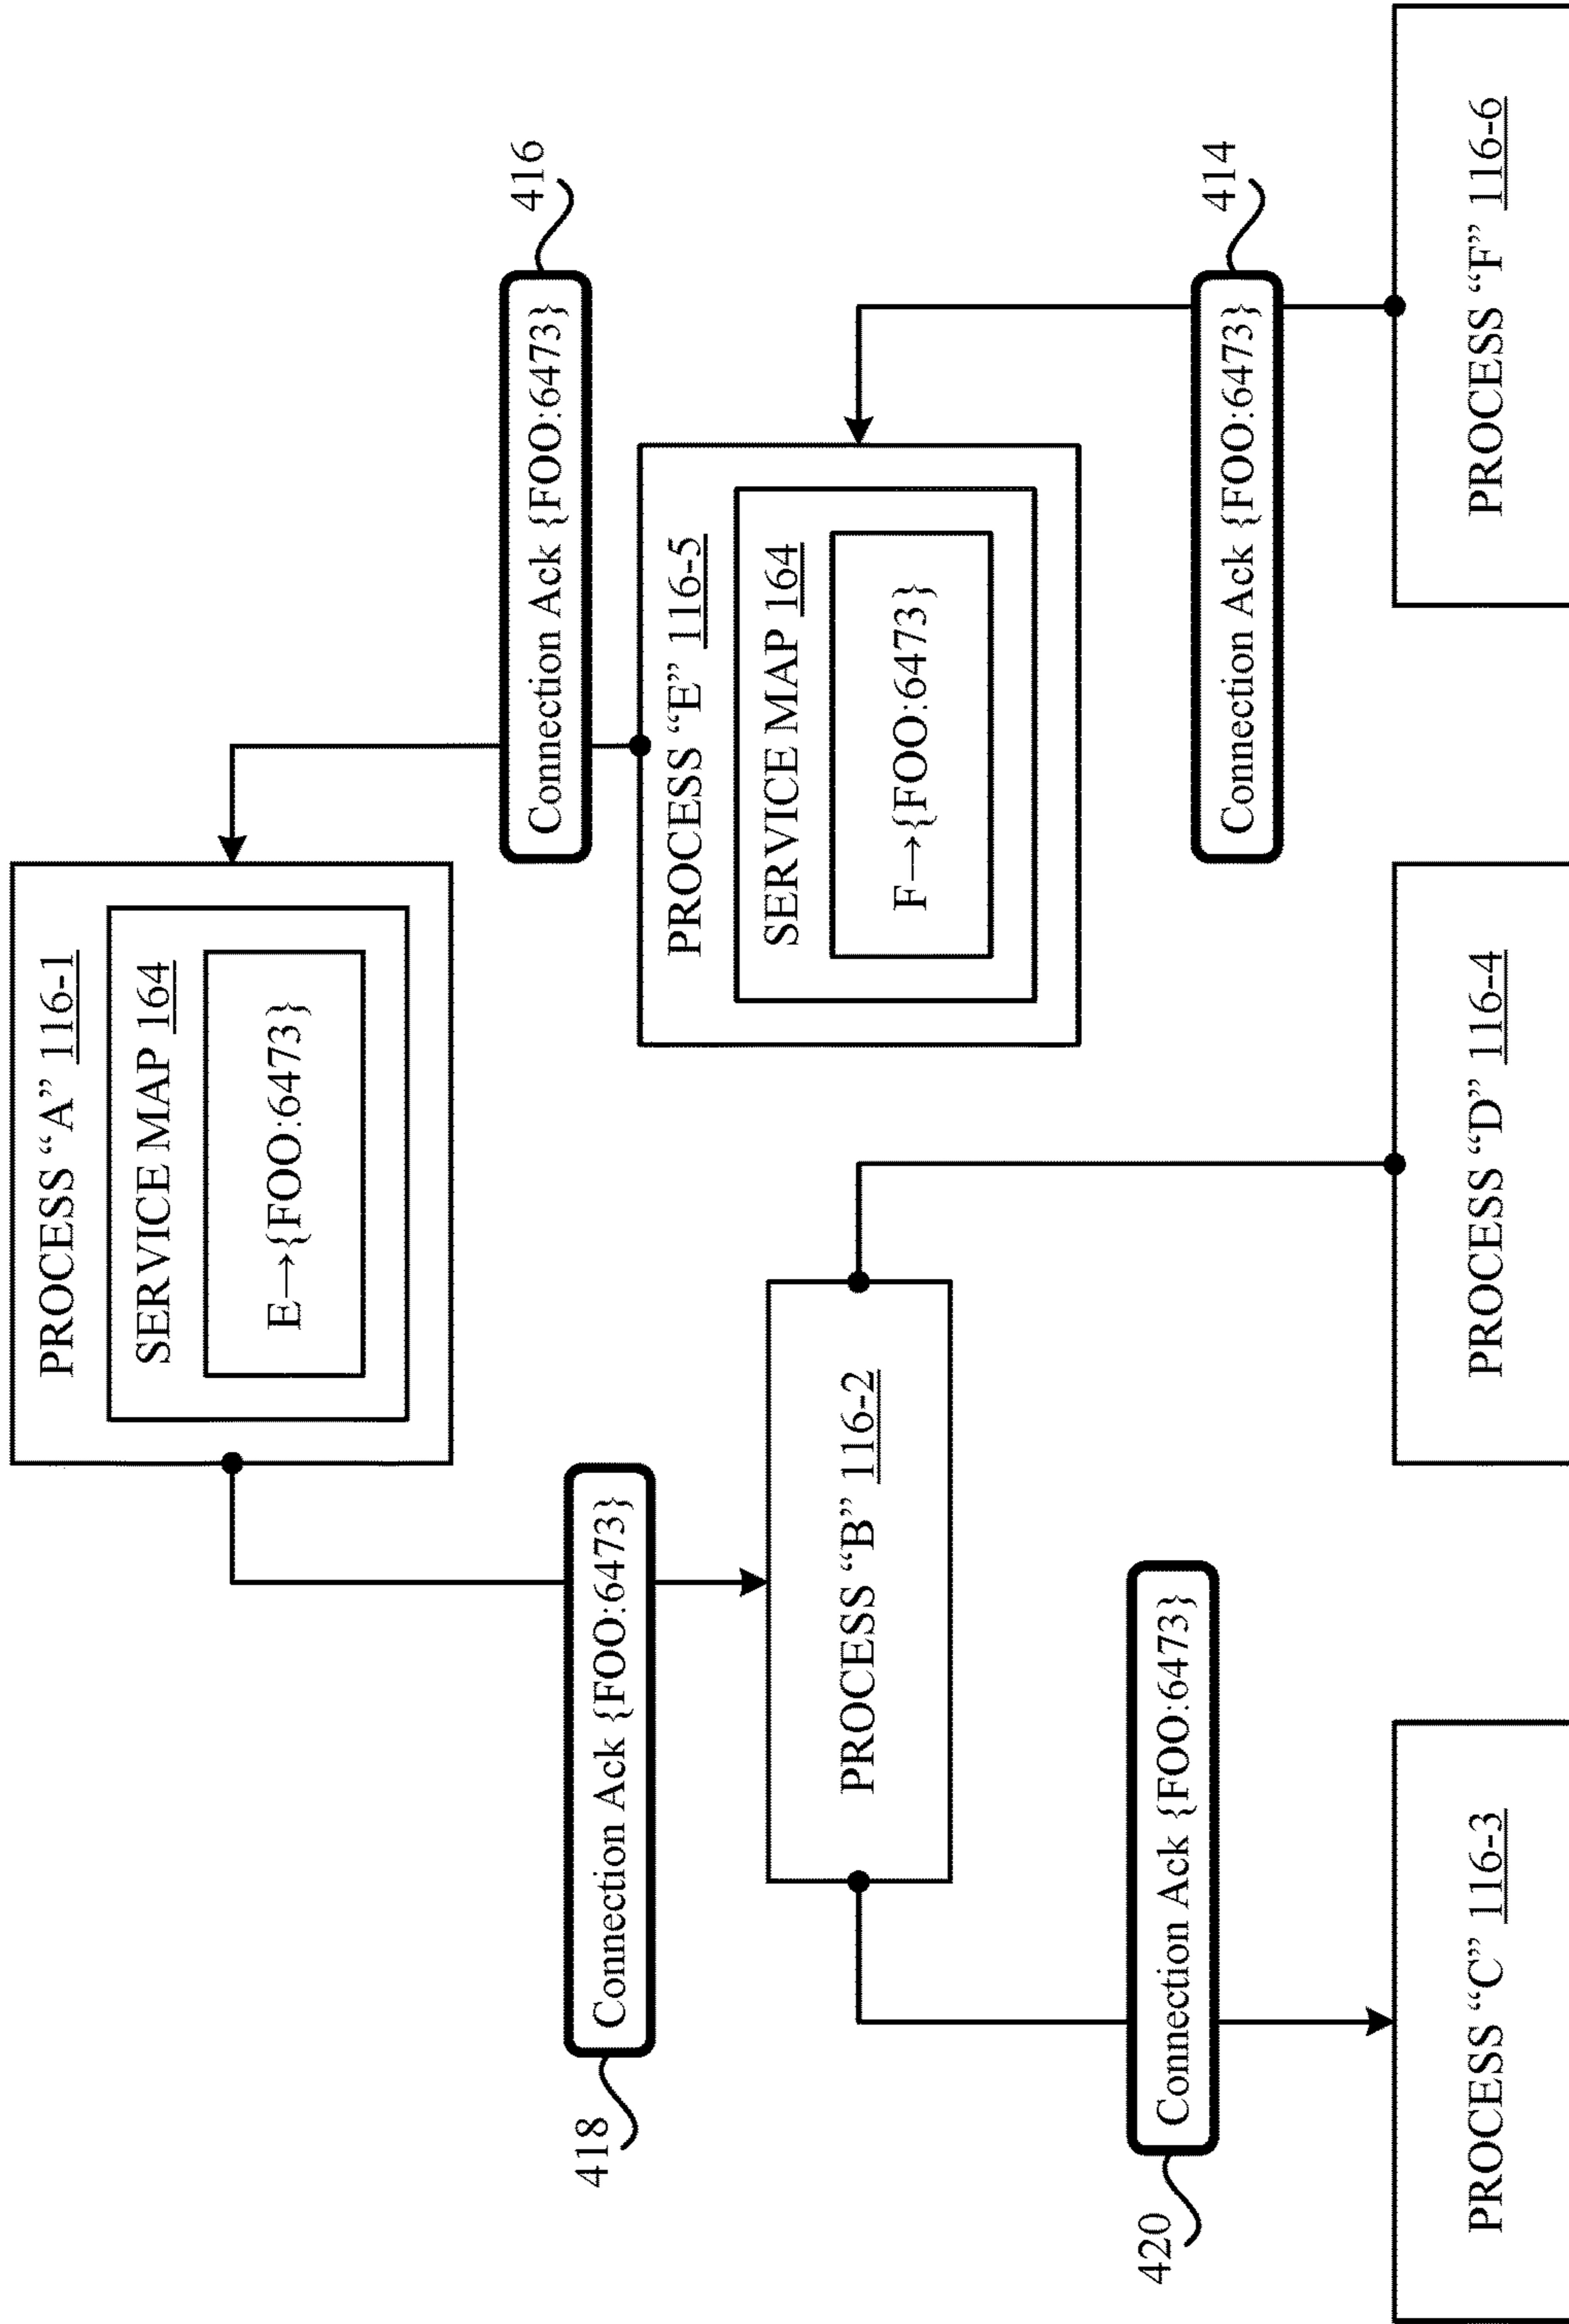 PROCESS “A” 116-1
SERVICE MAP 164
E→{FOO:6473}
418
Connection Ack {FOO:6473}
Connection Ack {FOO:6473}
416
PROCESS “B” 116-2
PROCESS “E” 116-5
SERVICE MAP 164
F→{FOO:6473}
420
Connection Ack {FOO:6473}
Connection Ack {FOO:6473}
414
PROCESS “C” 116-3
PROCESS “D” 116-4
PROCESS “F” 116-6